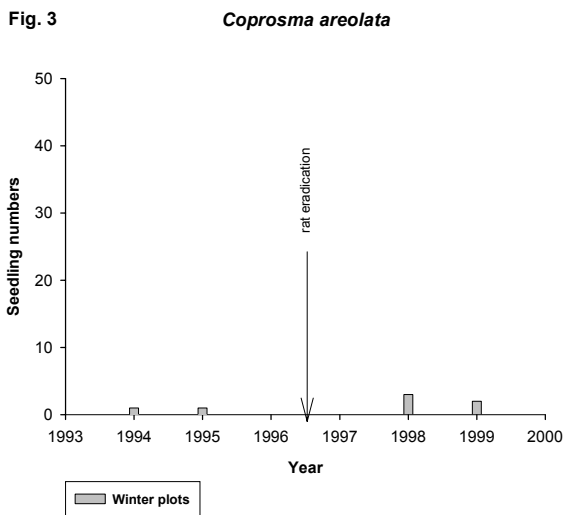 Fig. 3
Coprosma areolata
50
40
30
20
10
0
Seedling numbers
rat eradication
1993 1994 1995 1996 1997 1998 1999 2000
Year
Winter plots